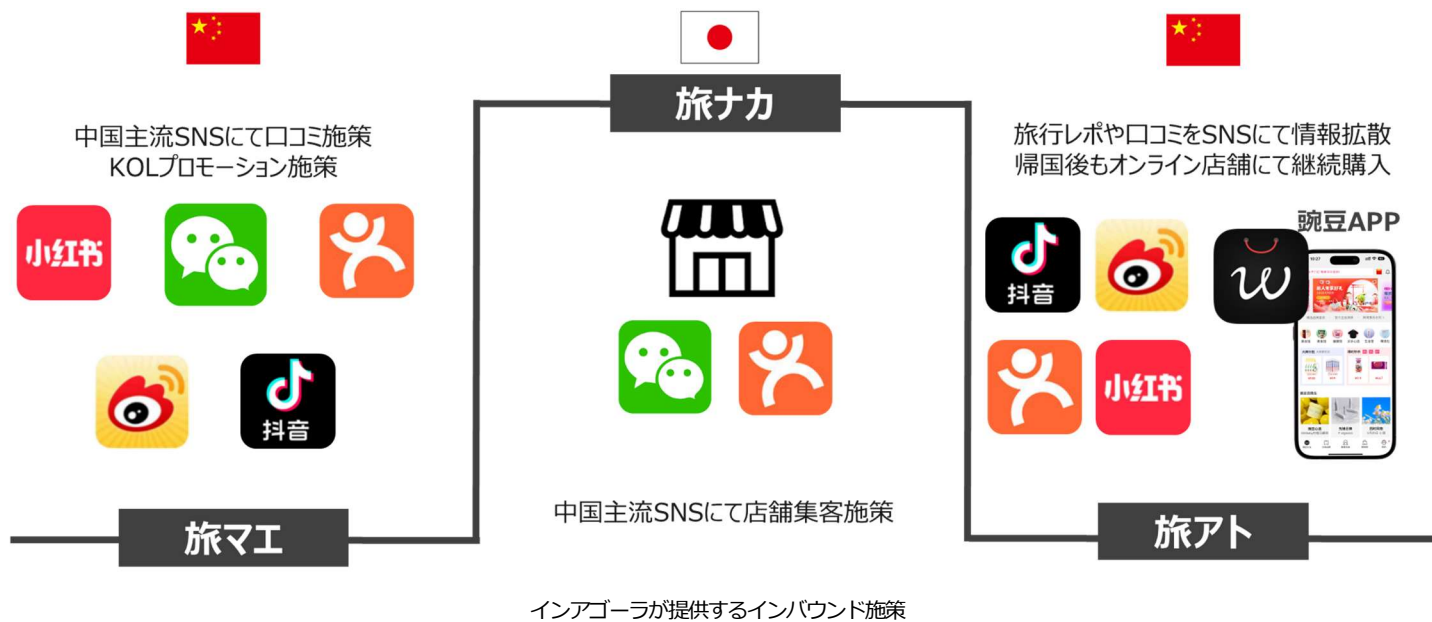 旅ナカ
中国主流SNSにて口コミ施策
KOLプロモーション施策
小红书
抖音
旅マエ
中国主流SNSにて店舗集客施策
旅行レポや口コミをSNSにて情報拡散
帰国後もオンライン店舗にて継続購入
豌豆APP
抖音
w
小红书
旅アト
インアゴーラが提供するインバウンド施策